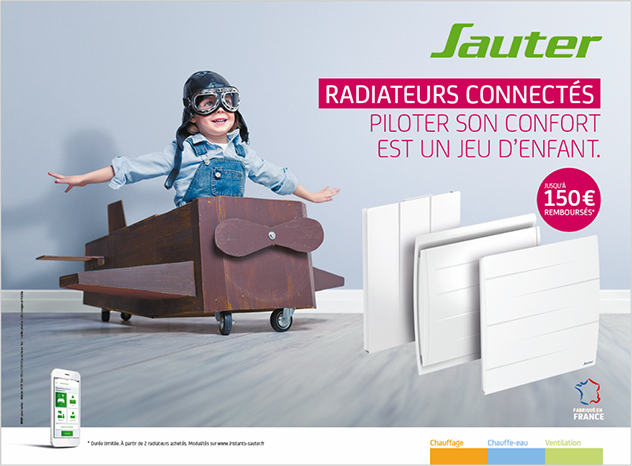 Sauter
RADIATEURS CONNECTÉS
PILOTER SON CONFORT
EST UN JEU D'ENFANT.
JUSQU'À
150€
REMBOURSÉS*
Sauter
FABRIQUÉ EN
FRANCE
* Durée limitée. À partir de 2 radiateurs achetés. Modalités sur www.instants-sauter.fr
Chauffage
Chauffe-eau
Ventilation